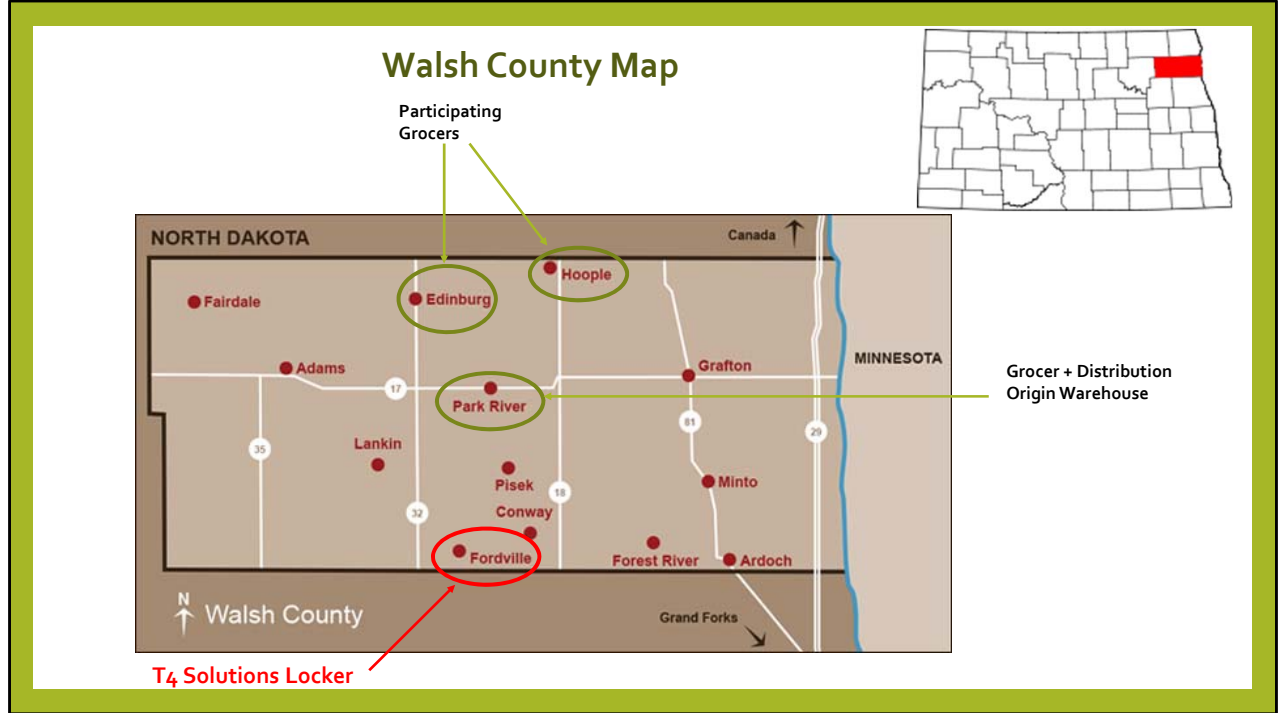 Walsh County Map
Participating
Grocers
NORTH DAKOTA
Canada
Hoople
Edinburg
Fairdale
MINNESOTA
Adams
Grafton
Grocer + Distribution
Origin Warehouse
17
Park River
81
29
35
Lankin
Pisek
Minto
18
32
Conway
Fordville
Forest River
Ardoch
N
Walsh County
Grand Forks
T4 Solutions Locker